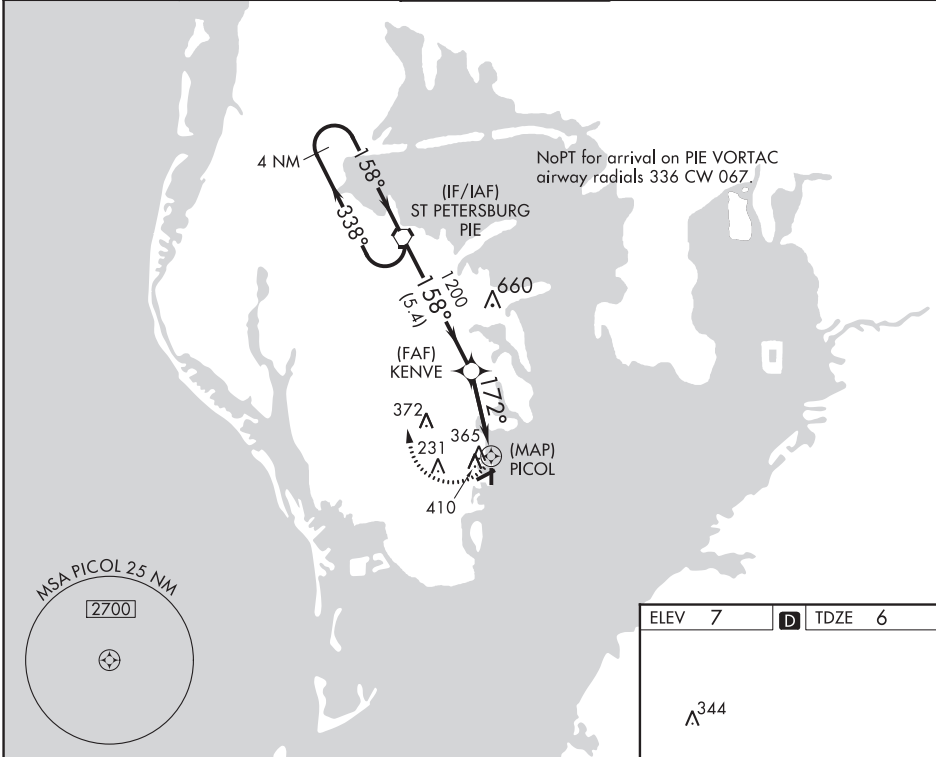 4 NM
158°
338°
NoPT for arrival on PIE VORTAC
airway radials 336 CW 067.
(IF/IAF)
ST PETERSBURG
PIE
1200
158°
(5.4)
660
(FAF)
KENVE
172°
372
365
231
(MAP)
PICOL
410
MSA PICOL 25 NM
2700
ELEV 7 D TDZE 6
344